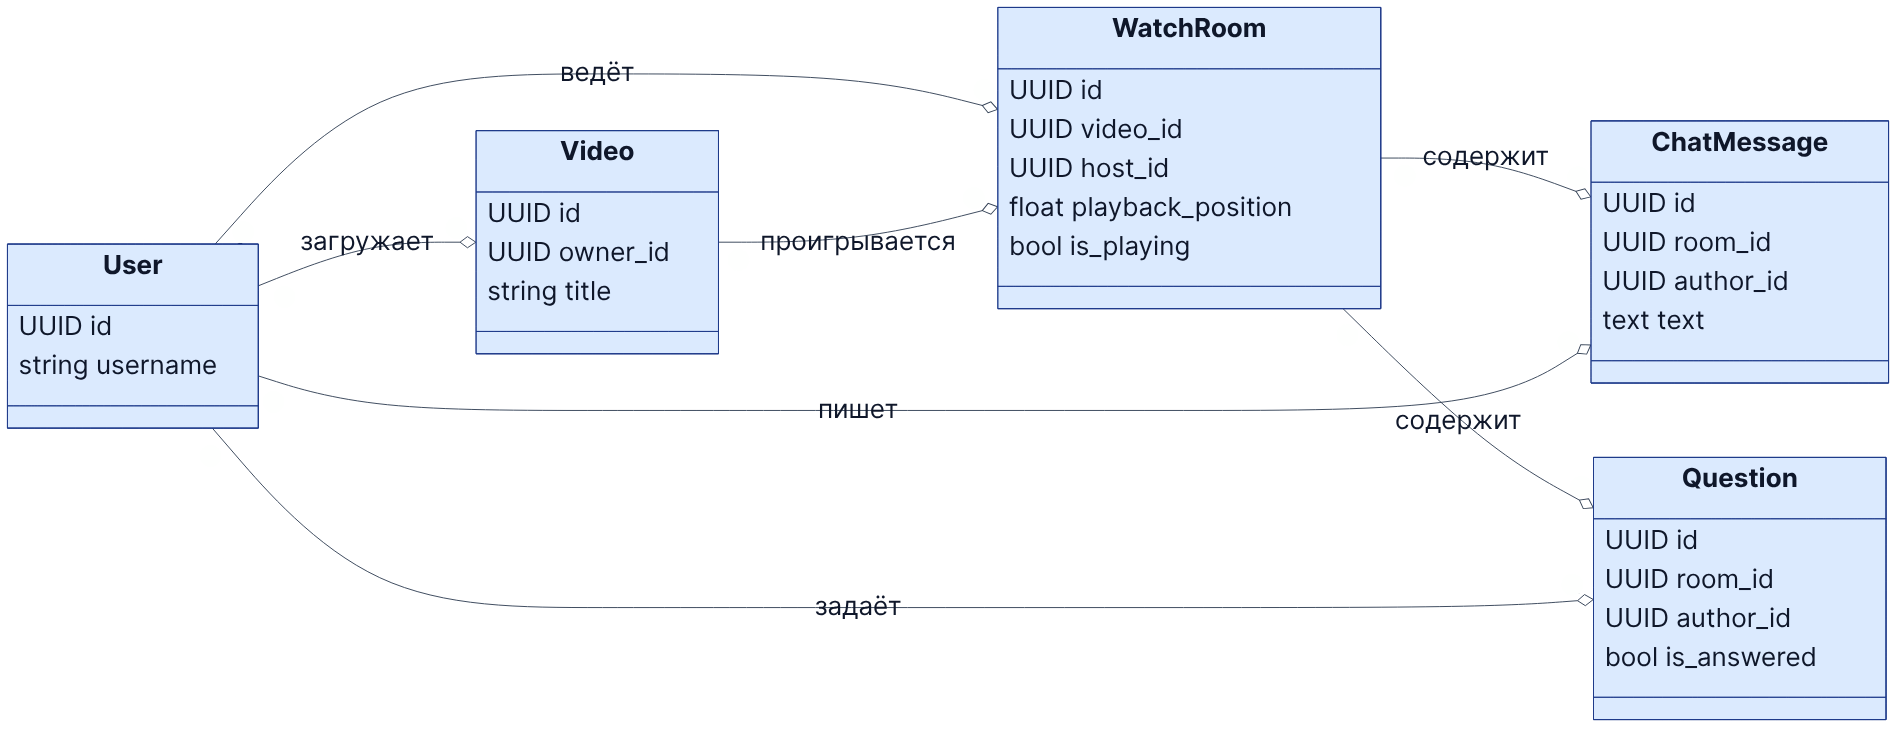 WatchRoom
UUID id
UUID video_id
UUID host_id
float playback_position
bool is_playing
ведёт
Video
UUID id
UUID owner_id
string title
загружает
проигрывается
User
UUID id
string username
содержит
ChatMessage
UUID id
UUID room_id
UUID author_id
text text
пишет
содержит
Question
UUID id
UUID room_id
UUID author_id
bool is_answered
задаёт